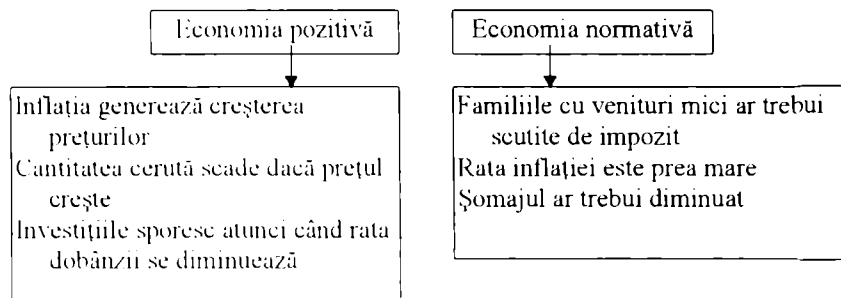 Economia pozitivă
Economia normativă
Inflația generează creșterea
prețurilor
Cantitatea cerută scade dacă prețul
crește
Investițiile sporesc atunci când rata
dobânzii se diminuează
Familiile cu venituri mici ar trebui
scutite de impozit
Rata inflației este prea mare
Șomajul ar trebui diminuat